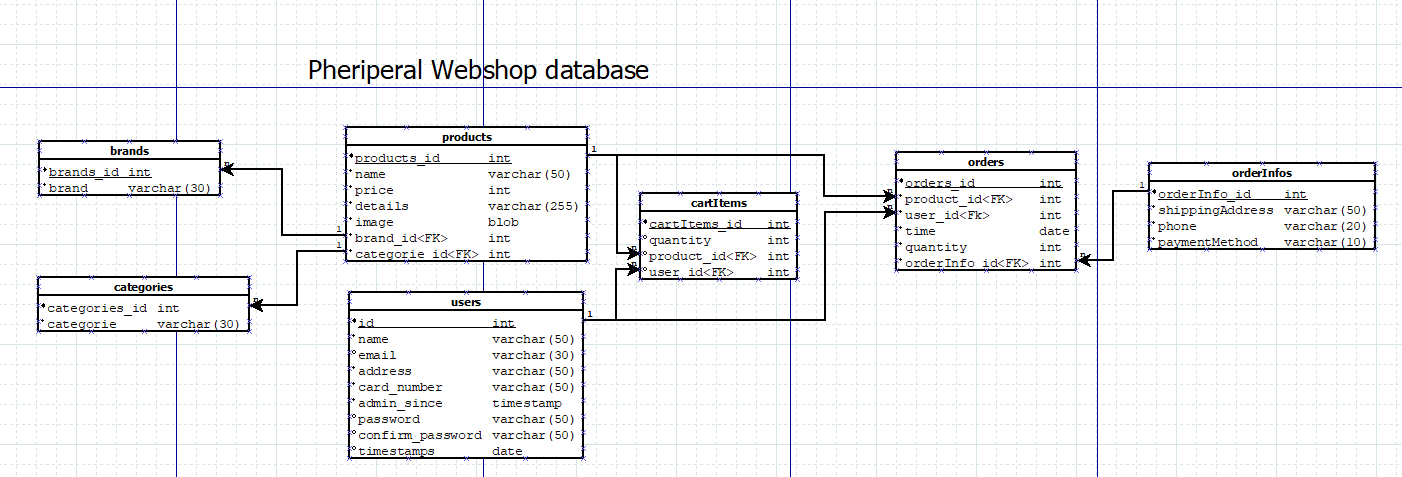 Pheriperal Webshop database
brands
brands_id int
brand varchar(30)
categories
categories_id int
categorie varchar(30)
products
products_id int
name varchar(50)
price int
details varchar(255)
image blob
brand_id<FK> int
categorie_id<FK> int
users
id int
name varchar(50)
email varchar(30)
address varchar(50)
card_number varchar(50)
admin_since timestamp
password varchar(50)
confirm_password varchar(50)
timestamps date
cartItems
cartItems_id int
quantity int
product_id<FK> int
user_id<FK> int
orders
orders_id int
product_id<FK> int
user_id<Fk> int
time date
quantity int
orderInfo_id<FK> int
orderInfos
orderInfo_id int
shippingAddress varchar(50)
phone varchar(20)
paymentMethod varchar(10)
n
1
n
1
1
1
n
n
n
n
n
1